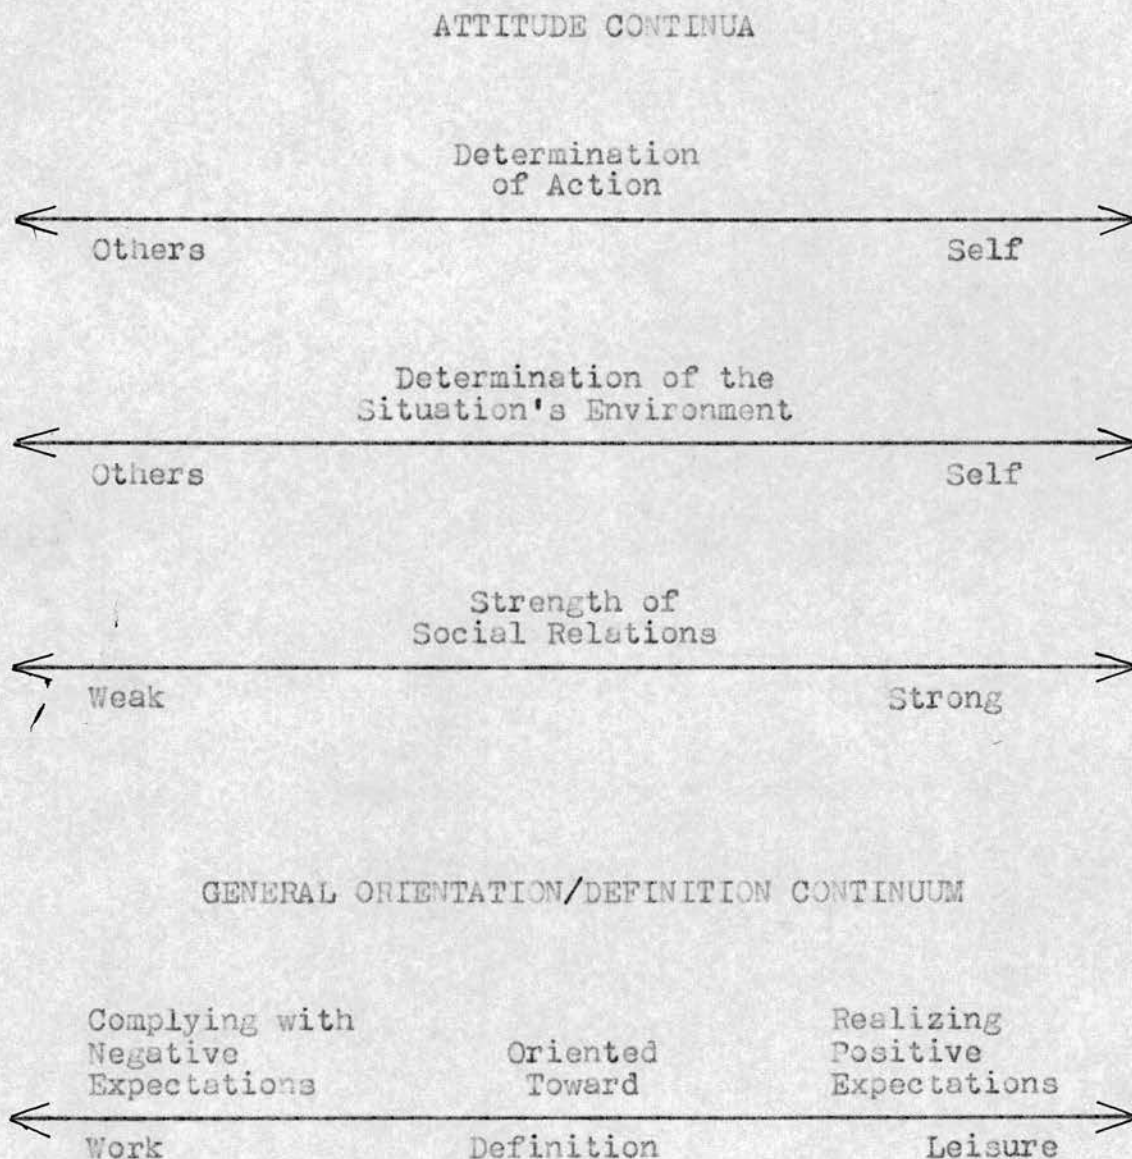 ATTITUDE CONTINUA
Determination
of Action
Others Self
Determination of the
Situation's Environment
Others Self
Strength of
Social Relations
Weak Strong
GENERAL ORIENTATION/DEFINITION CONTINUUM
Complying with Realizing
Negative Oriented Positive
Expectations Toward Expectations
Work Definition Leisure